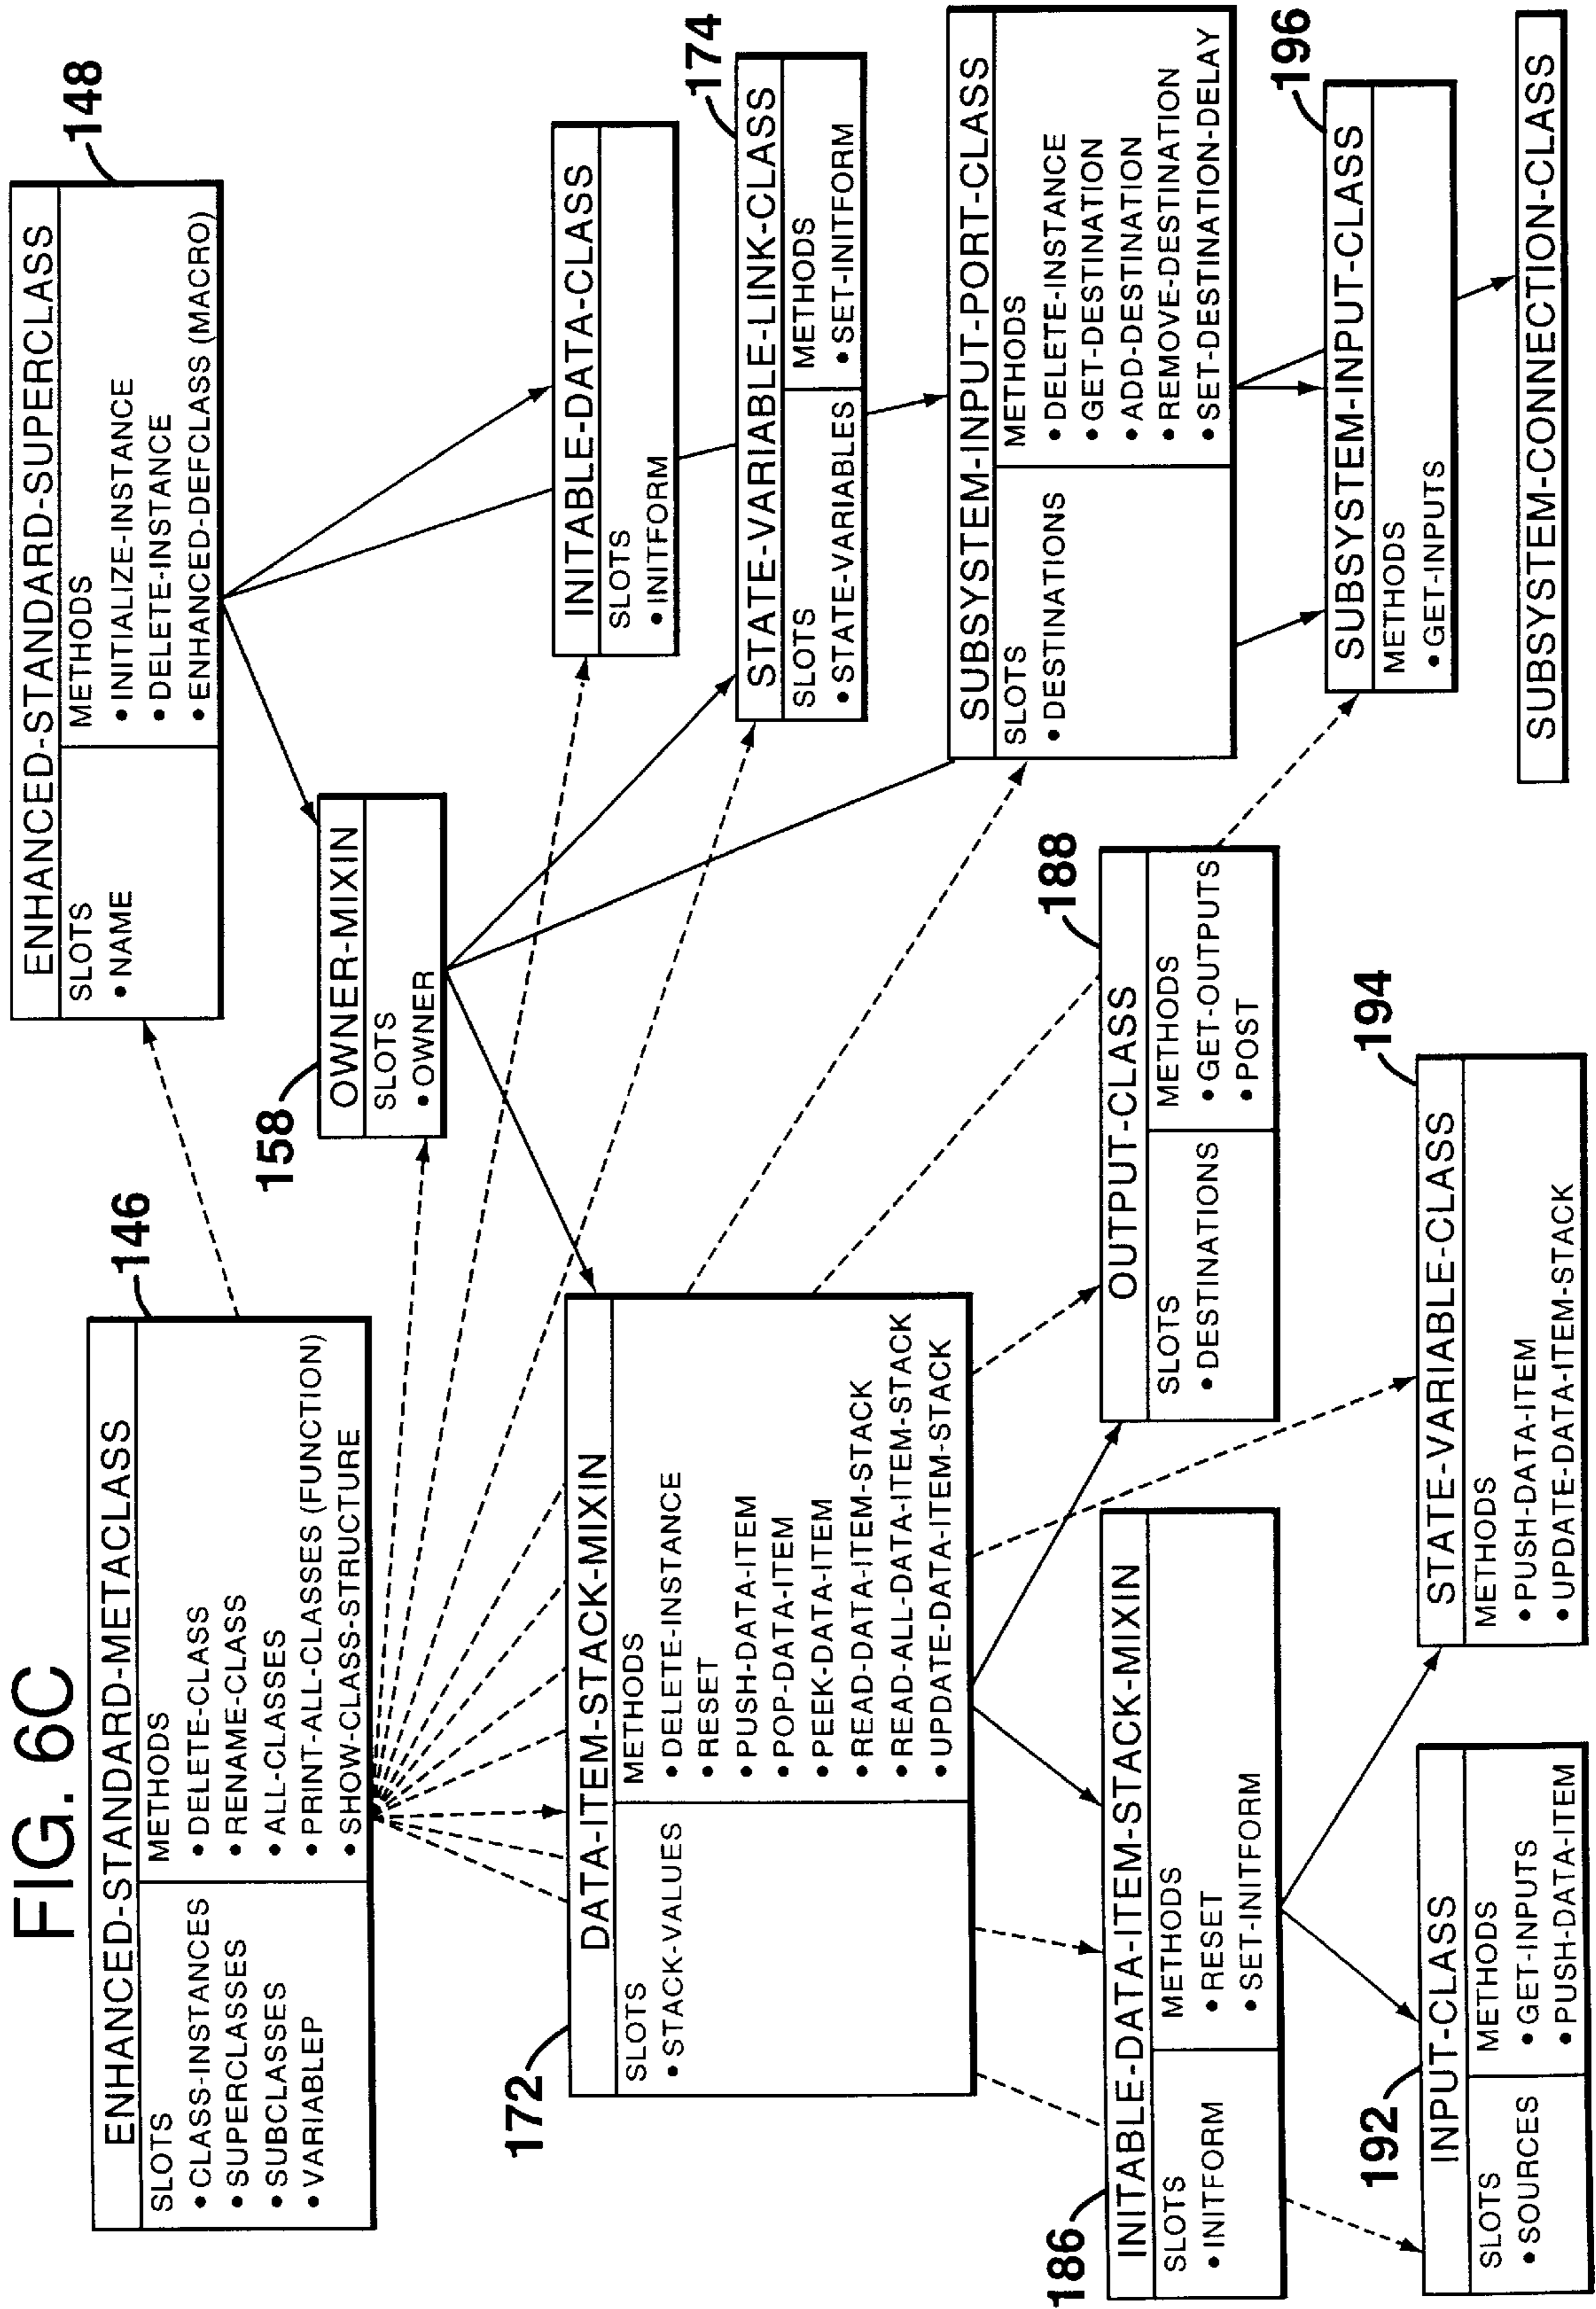 FIG. 6C
ENHANCED-STANDARD-METACLASS
146
SLOTS
• CLASS-INSTANCES
• SUPERCLASSES
• SUBCLASSES
• VARIABLEP
METHODS
• DELETE-CLASS
• RENAME-CLASS
• ALL-CLASSES
• PRINT-ALL-CLASSES (FUNCTION)
• SHOW-CLASS-STRUCTURE
ENHANCED-STANDARD-SUPERCLASS
148
SLOTS
• NAME
METHODS
• INITIALIZE-INSTANCE
• DELETE-INSTANCE
• ENHANCED-DEFCLASS (MACRO)
158
OWNER-MIXIN
SLOTS
• OWNER
172
DATA-ITEM-STACK-MIXIN
SLOTS
• STACK-VALUES
METHODS
• DELETE-INSTANCE
• RESET
• PUSH-DATA-ITEM
• POP-DATA-ITEM
• PEEK-DATA-ITEM
• READ-DATA-ITEM-STACK
• READ-ALL-DATA-ITEM-STACK
• UPDATE-DATA-ITEM-STACK
INITABLE-DATA-CLASS
SLOTS
• INITFORM
174
STATE-VARIABLE-LINK-CLASS
SLOTS
• STATE-VARIABLES
METHODS
• SET-INITFORM
SUBSYSTEM-INPUT-PORT-CLASS
SLOTS
• DESTINATIONS
METHODS
• DELETE-INSTANCE
• GET-DESTINATION
• ADD-DESTINATION
• REMOVE-DESTINATION
• SET-DESTINATION-DELAY
186
INITABLE-DATA-ITEM-STACK-MIXIN
SLOTS
• INITFORM
METHODS
• RESET
• SET-INITFORM
188
OUTPUT-CLASS
SLOTS
• DESTINATIONS
METHODS
• GET-OUTPUTS
• POST
196
SUBSYSTEM-INPUT-CLASS
METHODS
• GET-INPUTS
192
INPUT-CLASS
SLOTS
• SOURCES
METHODS
• GET-INPUTS
• PUSH-DATA-ITEM
194
STATE-VARIABLE-CLASS
METHODS
• PUSH-DATA-ITEM
• UPDATE-DATA-ITEM-STACK
SUBSYSTEM-CONNECTION-CLASS